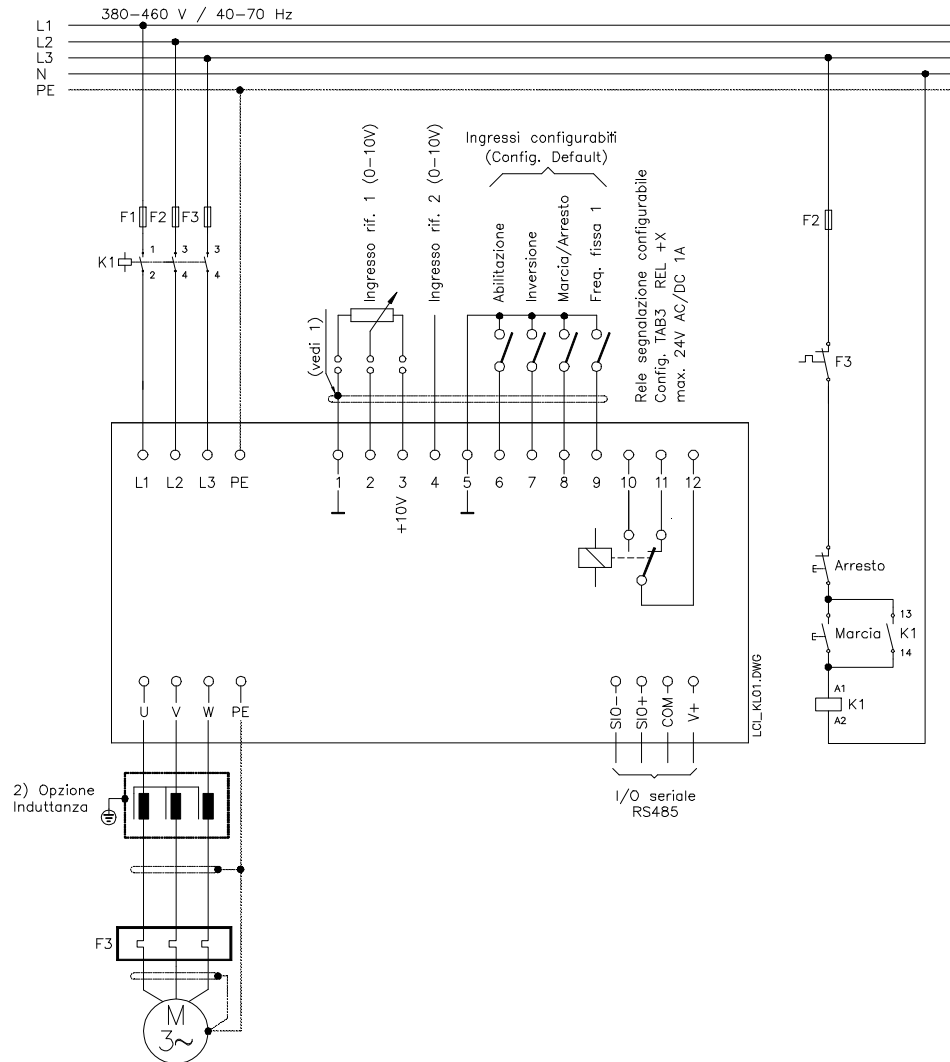 380-460 V / 40-70 Hz
L1
L2
L3
N
PE
Ingresso rif. 1 (0-10V)
Ingresso rif. 2 (0-10V)
Ingressi configurabiti
(Config. Default)
Abilitazione
Inversione
Marcia/Arresto
Freq. fissa 1
Rele segnalazione configurabile
Config. TAB3 REL +X
max. 24V AC/DC 1A
(vedi 1)
F1 F2 F3
K1
1 3 3
2 4 4
F2
F3
L1 L2 L3 PE
1 2 3 4 5 6 7 8 9 10 11 12
+10V
Arresto
Marcia
K1
13
14
A1
K1
A2
U V W PE
SIO-
SIO+
COM-
V+
LCI_KL01.DWG
2) Opzione
Induttanza
I/O seriale
RS485
F3
M
3~